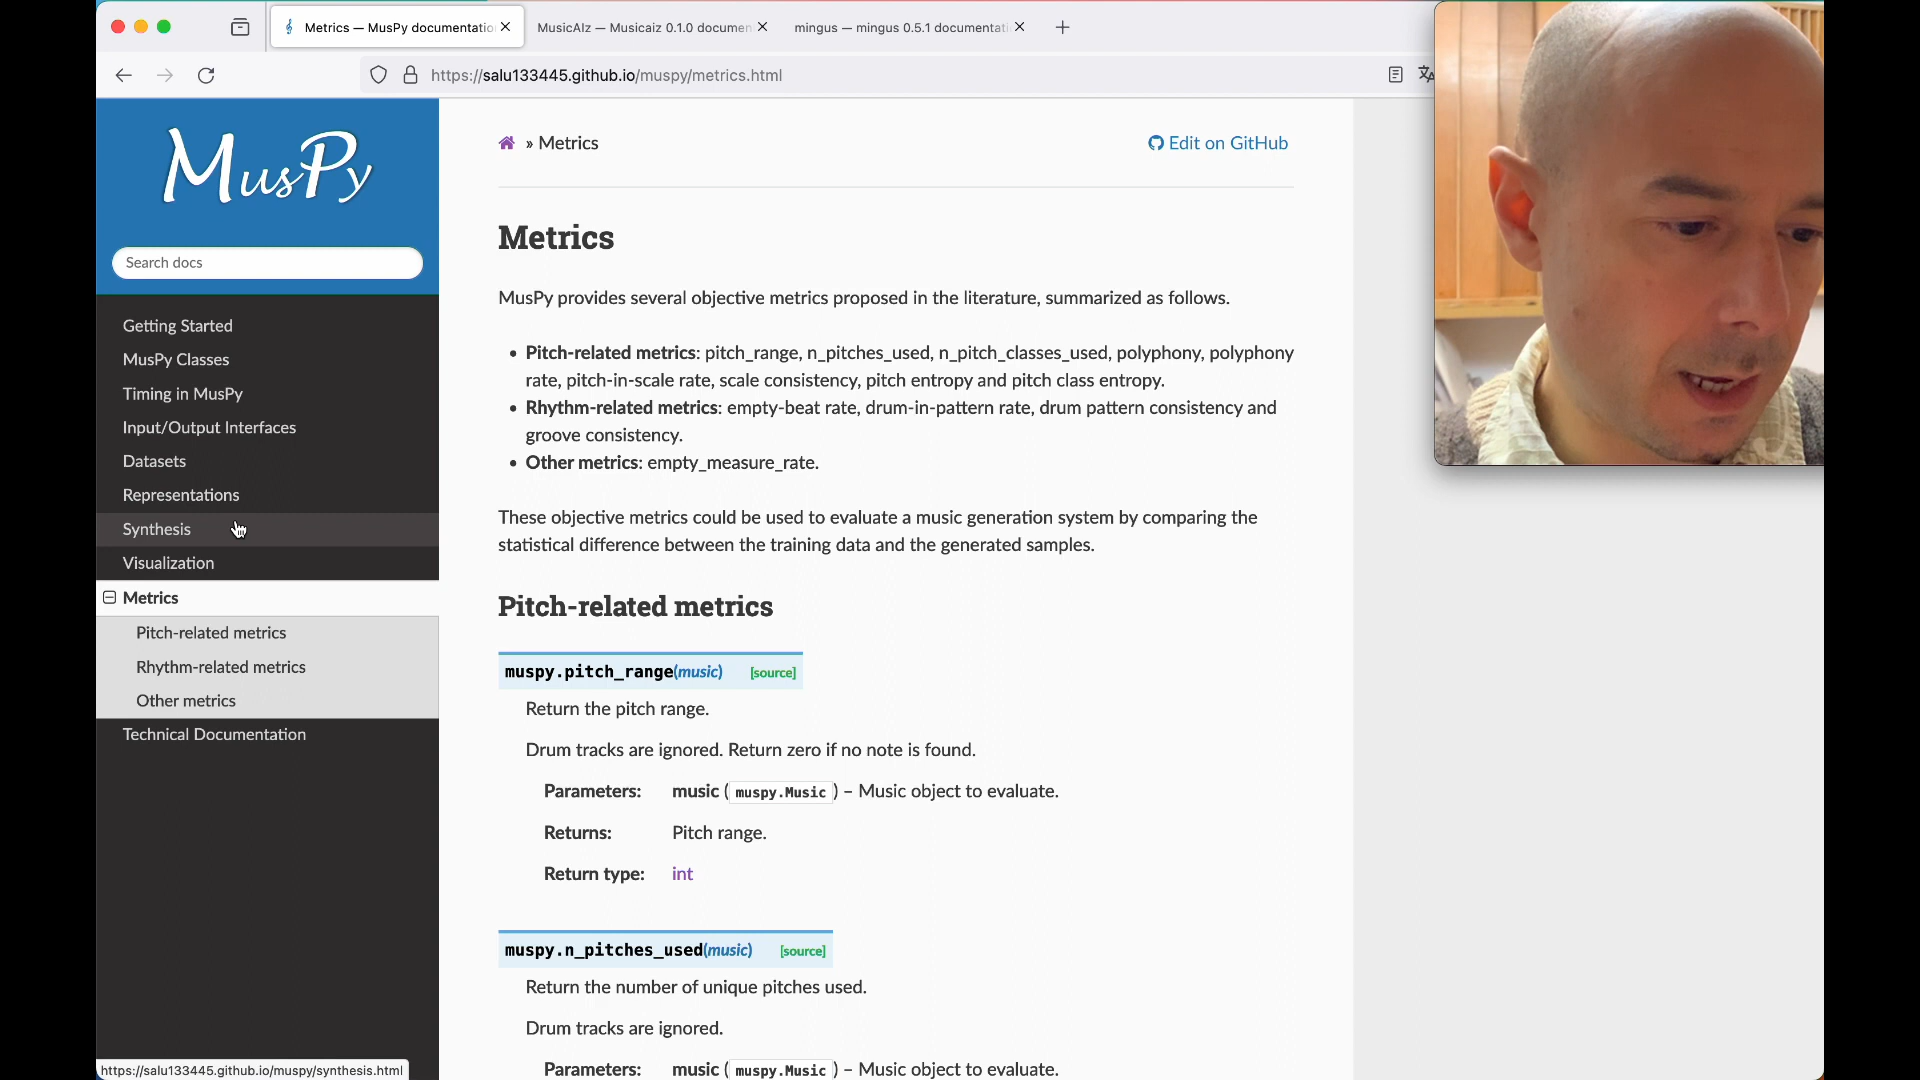 Metrics — MusPy documentatio
MusicAIz — Musicaiz 0.1.0 documen
mingus — mingus 0.5.1 documentati
https://salu133445.github.io/muspy/metrics.html
MusPy
Search docs
Getting Started
MusPy Classes
Timing in MusPy
Input/Output Interfaces
Datasets
Representations
Synthesis
Visualization
Metrics
Pitch-related metrics
Rhythm-related metrics
Other metrics
Technical Documentation
» Metrics
Edit on GitHub
Metrics
MusPy provides several objective metrics proposed in the literature, summarized as follows.
• Pitch-related metrics: pitch_range, n_pitches_used, n_pitch_classes_used, polyphony, polyphony
rate, pitch-in-scale rate, scale consistency, pitch entropy and pitch class entropy.
• Rhythm-related metrics: empty-beat rate, drum-in-pattern rate, drum pattern consistency and
groove consistency.
• Other metrics: empty_measure_rate.
These objective metrics could be used to evaluate a music generation system by comparing the
statistical difference between the training data and the generated samples.
Pitch-related metrics
muspy.pitch_range(music) [source]
Return the pitch range.
Drum tracks are ignored. Return zero if no note is found.
Parameters: music (muspy.Music) – Music object to evaluate.
Returns: Pitch range.
Return type: int
muspy.n_pitches_used(music) [source]
Return the number of unique pitches used.
Drum tracks are ignored.
Parameters: music (muspy.Music) – Music object to evaluate.
https://salu133445.github.io/muspy/synthesis.html